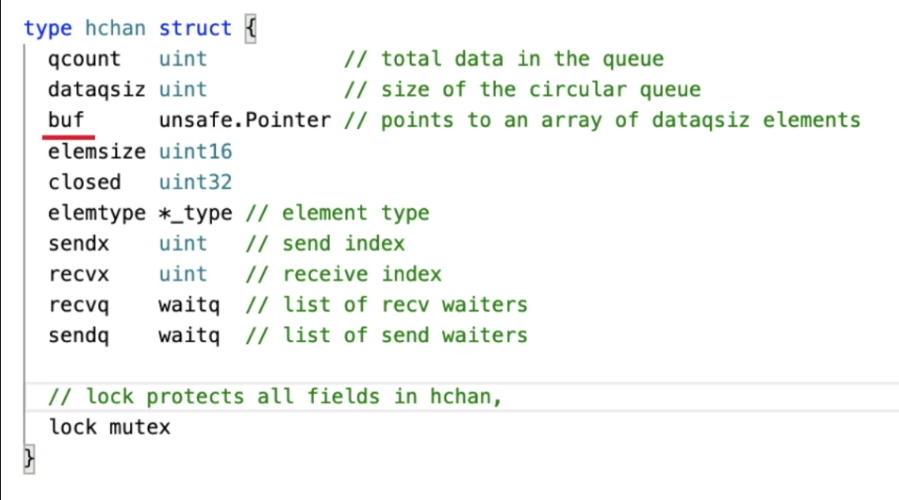 type hchan struct {
qcount uint // total data in the queue
dataqsiz uint // size of the circular queue
buf unsafe.Pointer // points to an array of dataqsiz elements
elemsize uint16
closed uint32
elemtype *_type // element type
sendx uint // send index
recvx uint // receive index
recvq waitq // list of recv waiters
sendq waitq // list of send waiters
// lock protects all fields in hchan,
lock mutex
}